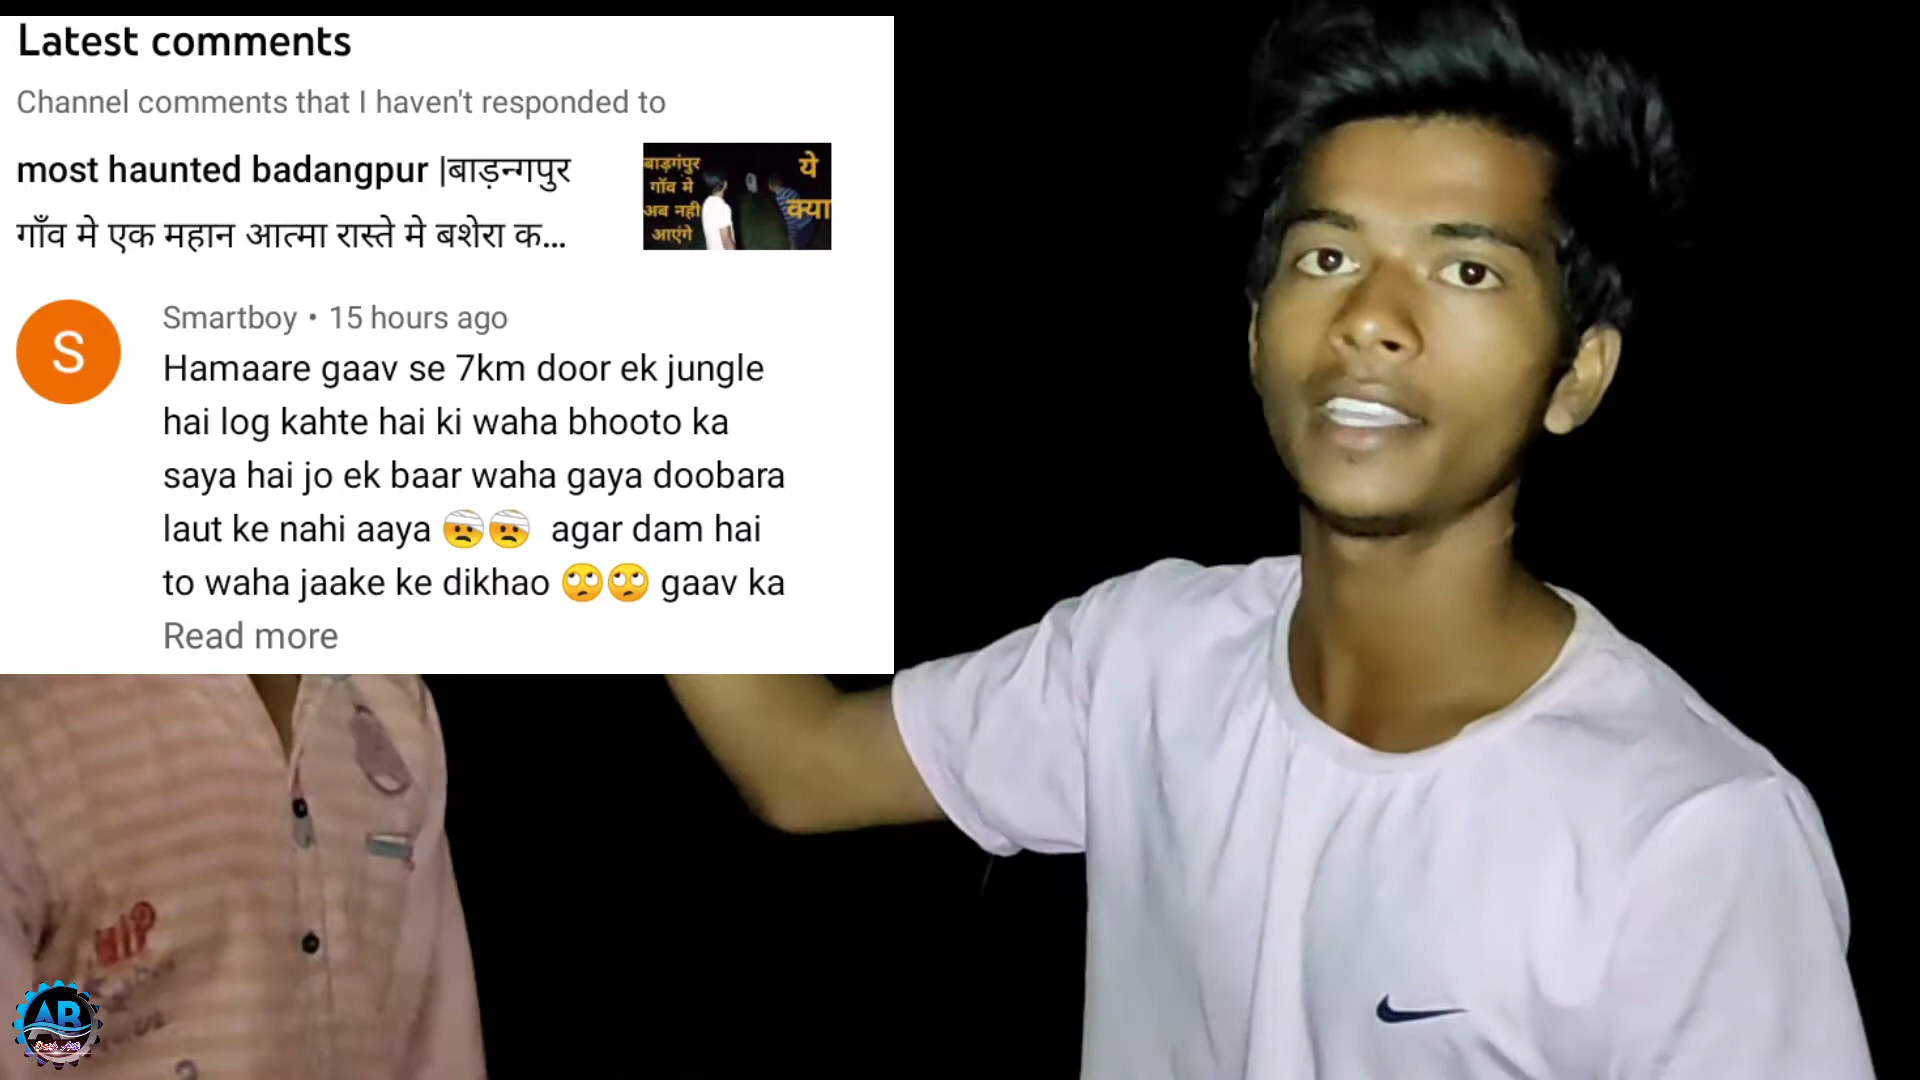 Latest comments
Channel comments that I haven't responded to
most haunted badangpur |बाड़न्गपुर
गाँव मे एक महान आत्मा रास्ते मे बशेरा क...
बाड़गंपुर
गॉव मे
अब नही
आएंगे
ये
क्या
S
Smartboy • 15 hours ago
Hamaare gaav se 7km door ek jungle
hai log kahte hai ki waha bhooto ka
saya hai jo ek baar waha gaya doobara
laut ke nahi aaya 🤕🤕 agar dam hai
to waha jaake ke dikhao 🙄🙄 gaav ka
Read more
AB